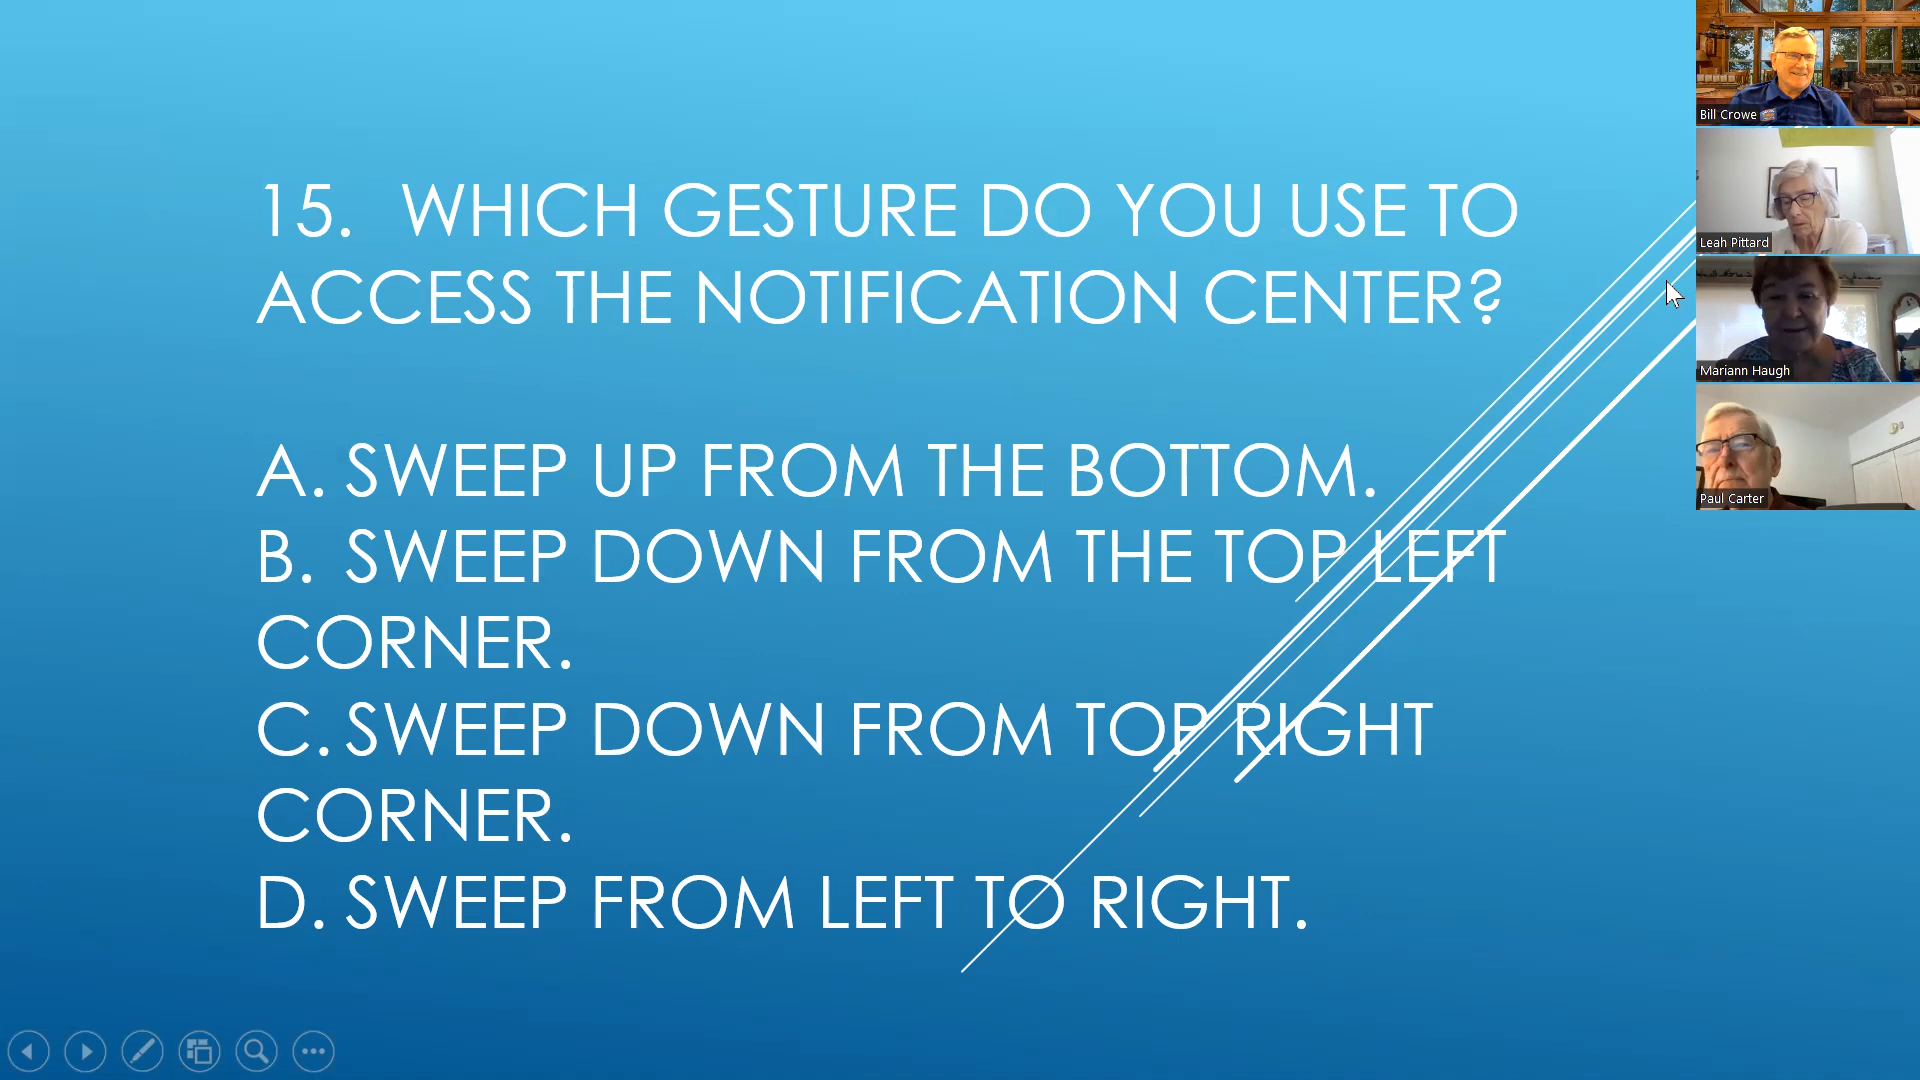 15. WHICH GESTURE DO YOU USE TO
ACCESS THE NOTIFICATION CENTER?
A. SWEEP UP FROM THE BOTTOM.
B. SWEEP DOWN FROM THE TOP LEFT
CORNER.
C. SWEEP DOWN FROM TOP RIGHT
CORNER.
D. SWEEP FROM LEFT TO RIGHT.
Bill Crowe
Leah Pittard
Mariann Haugh
Paul Carter